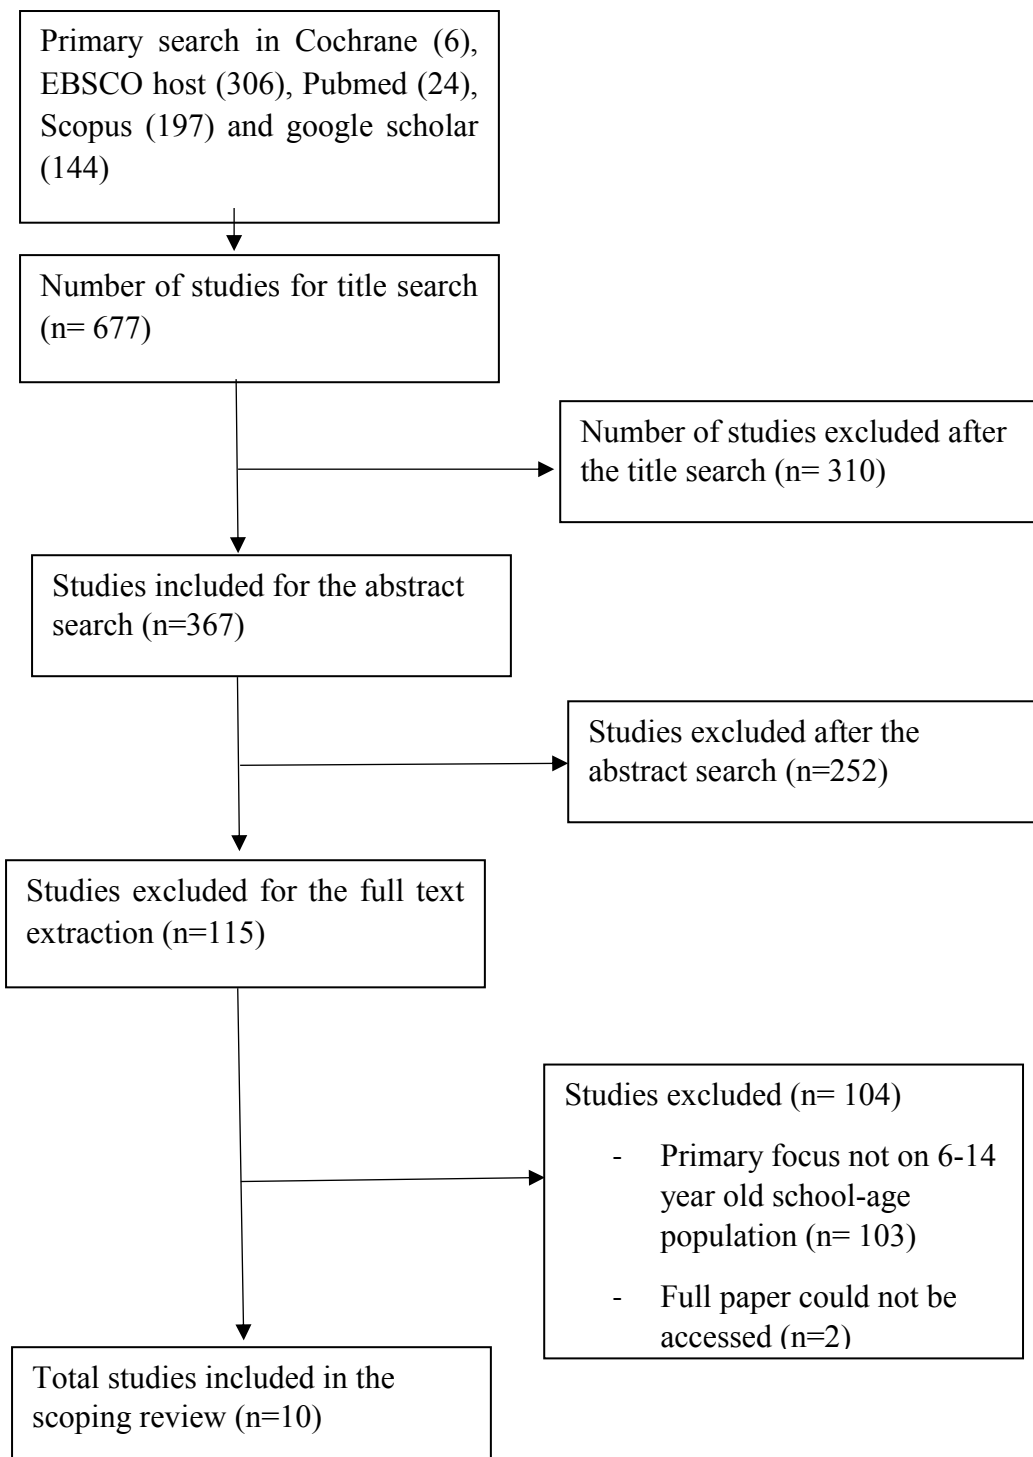 Primary search in Cochrane (6),
EBSCO host (306), Pubmed (24),
Scopus (197) and google scholar
(144)
Number of studies for title search
(n= 677)
Number of studies excluded after
the title search (n= 310)
Studies included for the abstract
search (n=367)
Studies excluded after the
abstract search (n=252)
Studies excluded for the full text
extraction (n=115)
Studies excluded (n= 104)
- Primary focus not on 6-14
year old school-age
population (n= 103)
- Full paper could not be
accessed (n=2)
Total studies included in the
scoping review (n=10)